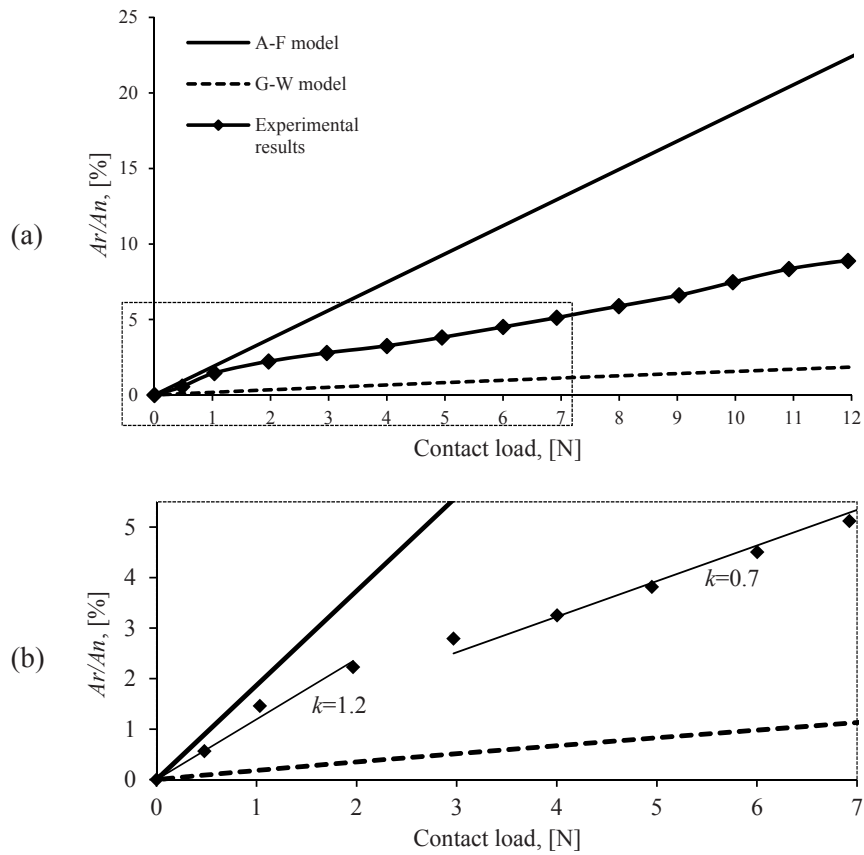 25
20
15
10
5
0
Ar/An, [%]
A-F model
G-W model
Experimental
results
(a)
0 1 2 3 4 5 6 7 8 9 10 11 12
Contact load, [N]
5
4
3
2
1
0
Ar/An, [%]
k=0.7
k=1.2
(b)
0 1 2 3 4 5 6 7
Contact load, [N]